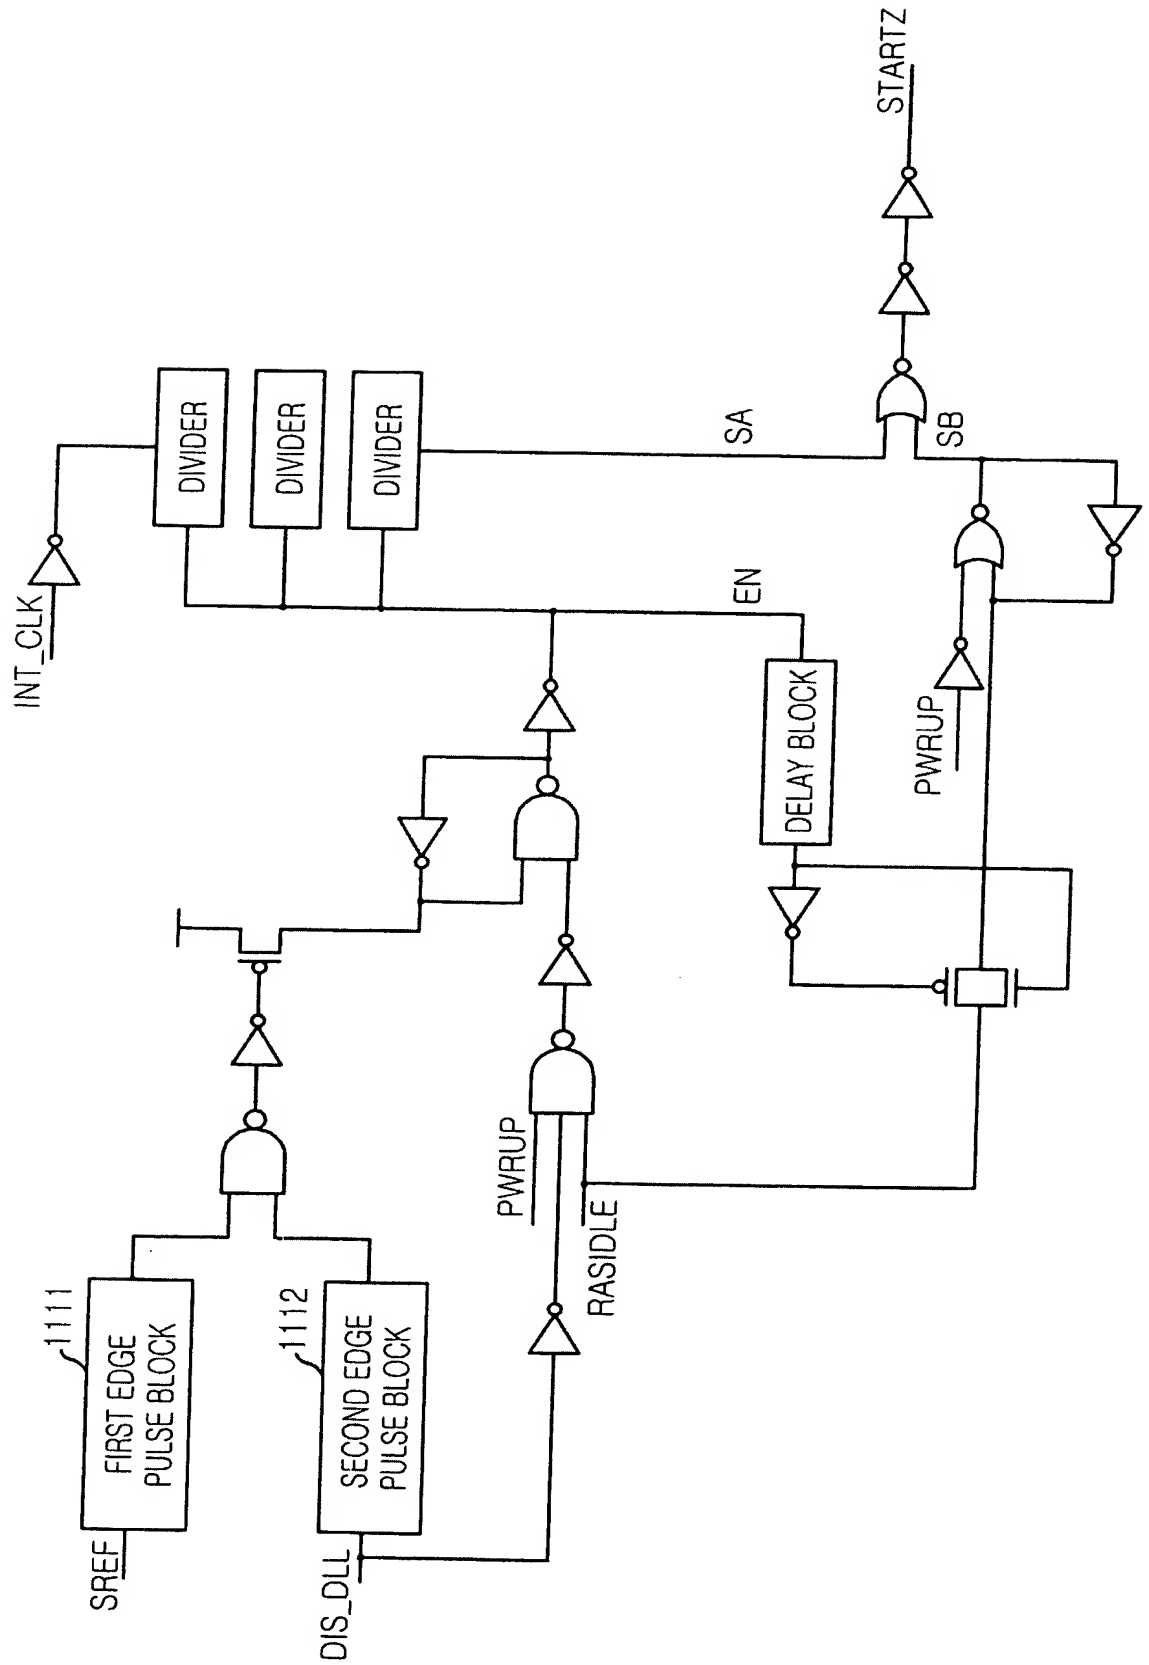 SREF
FIRST EDGE
PULSE BLOCK
1111
DIS_DLL
SECOND EDGE
PULSE BLOCK
1112
PWRUP
RASIDLE
INT_CLK
DIVIDER
DIVIDER
DIVIDER
EN
DELAY BLOCK
PWRUP
SA
SB
STARTZ